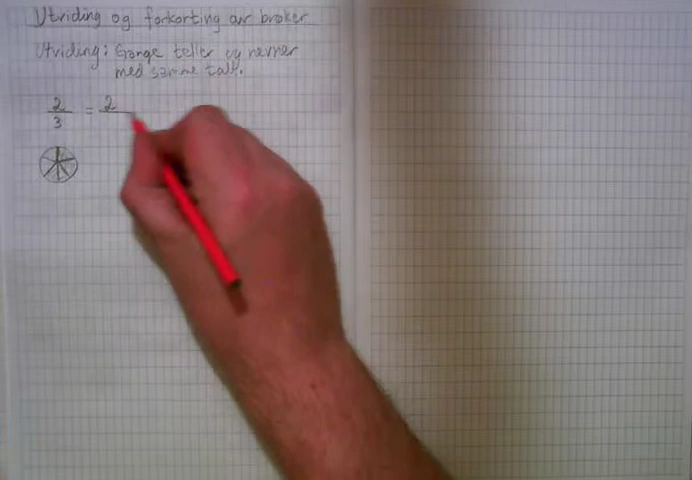 Utviding og forkorting av brøker
Utviding: Gange teller og nevner
med samme tall.
2/3 = 2